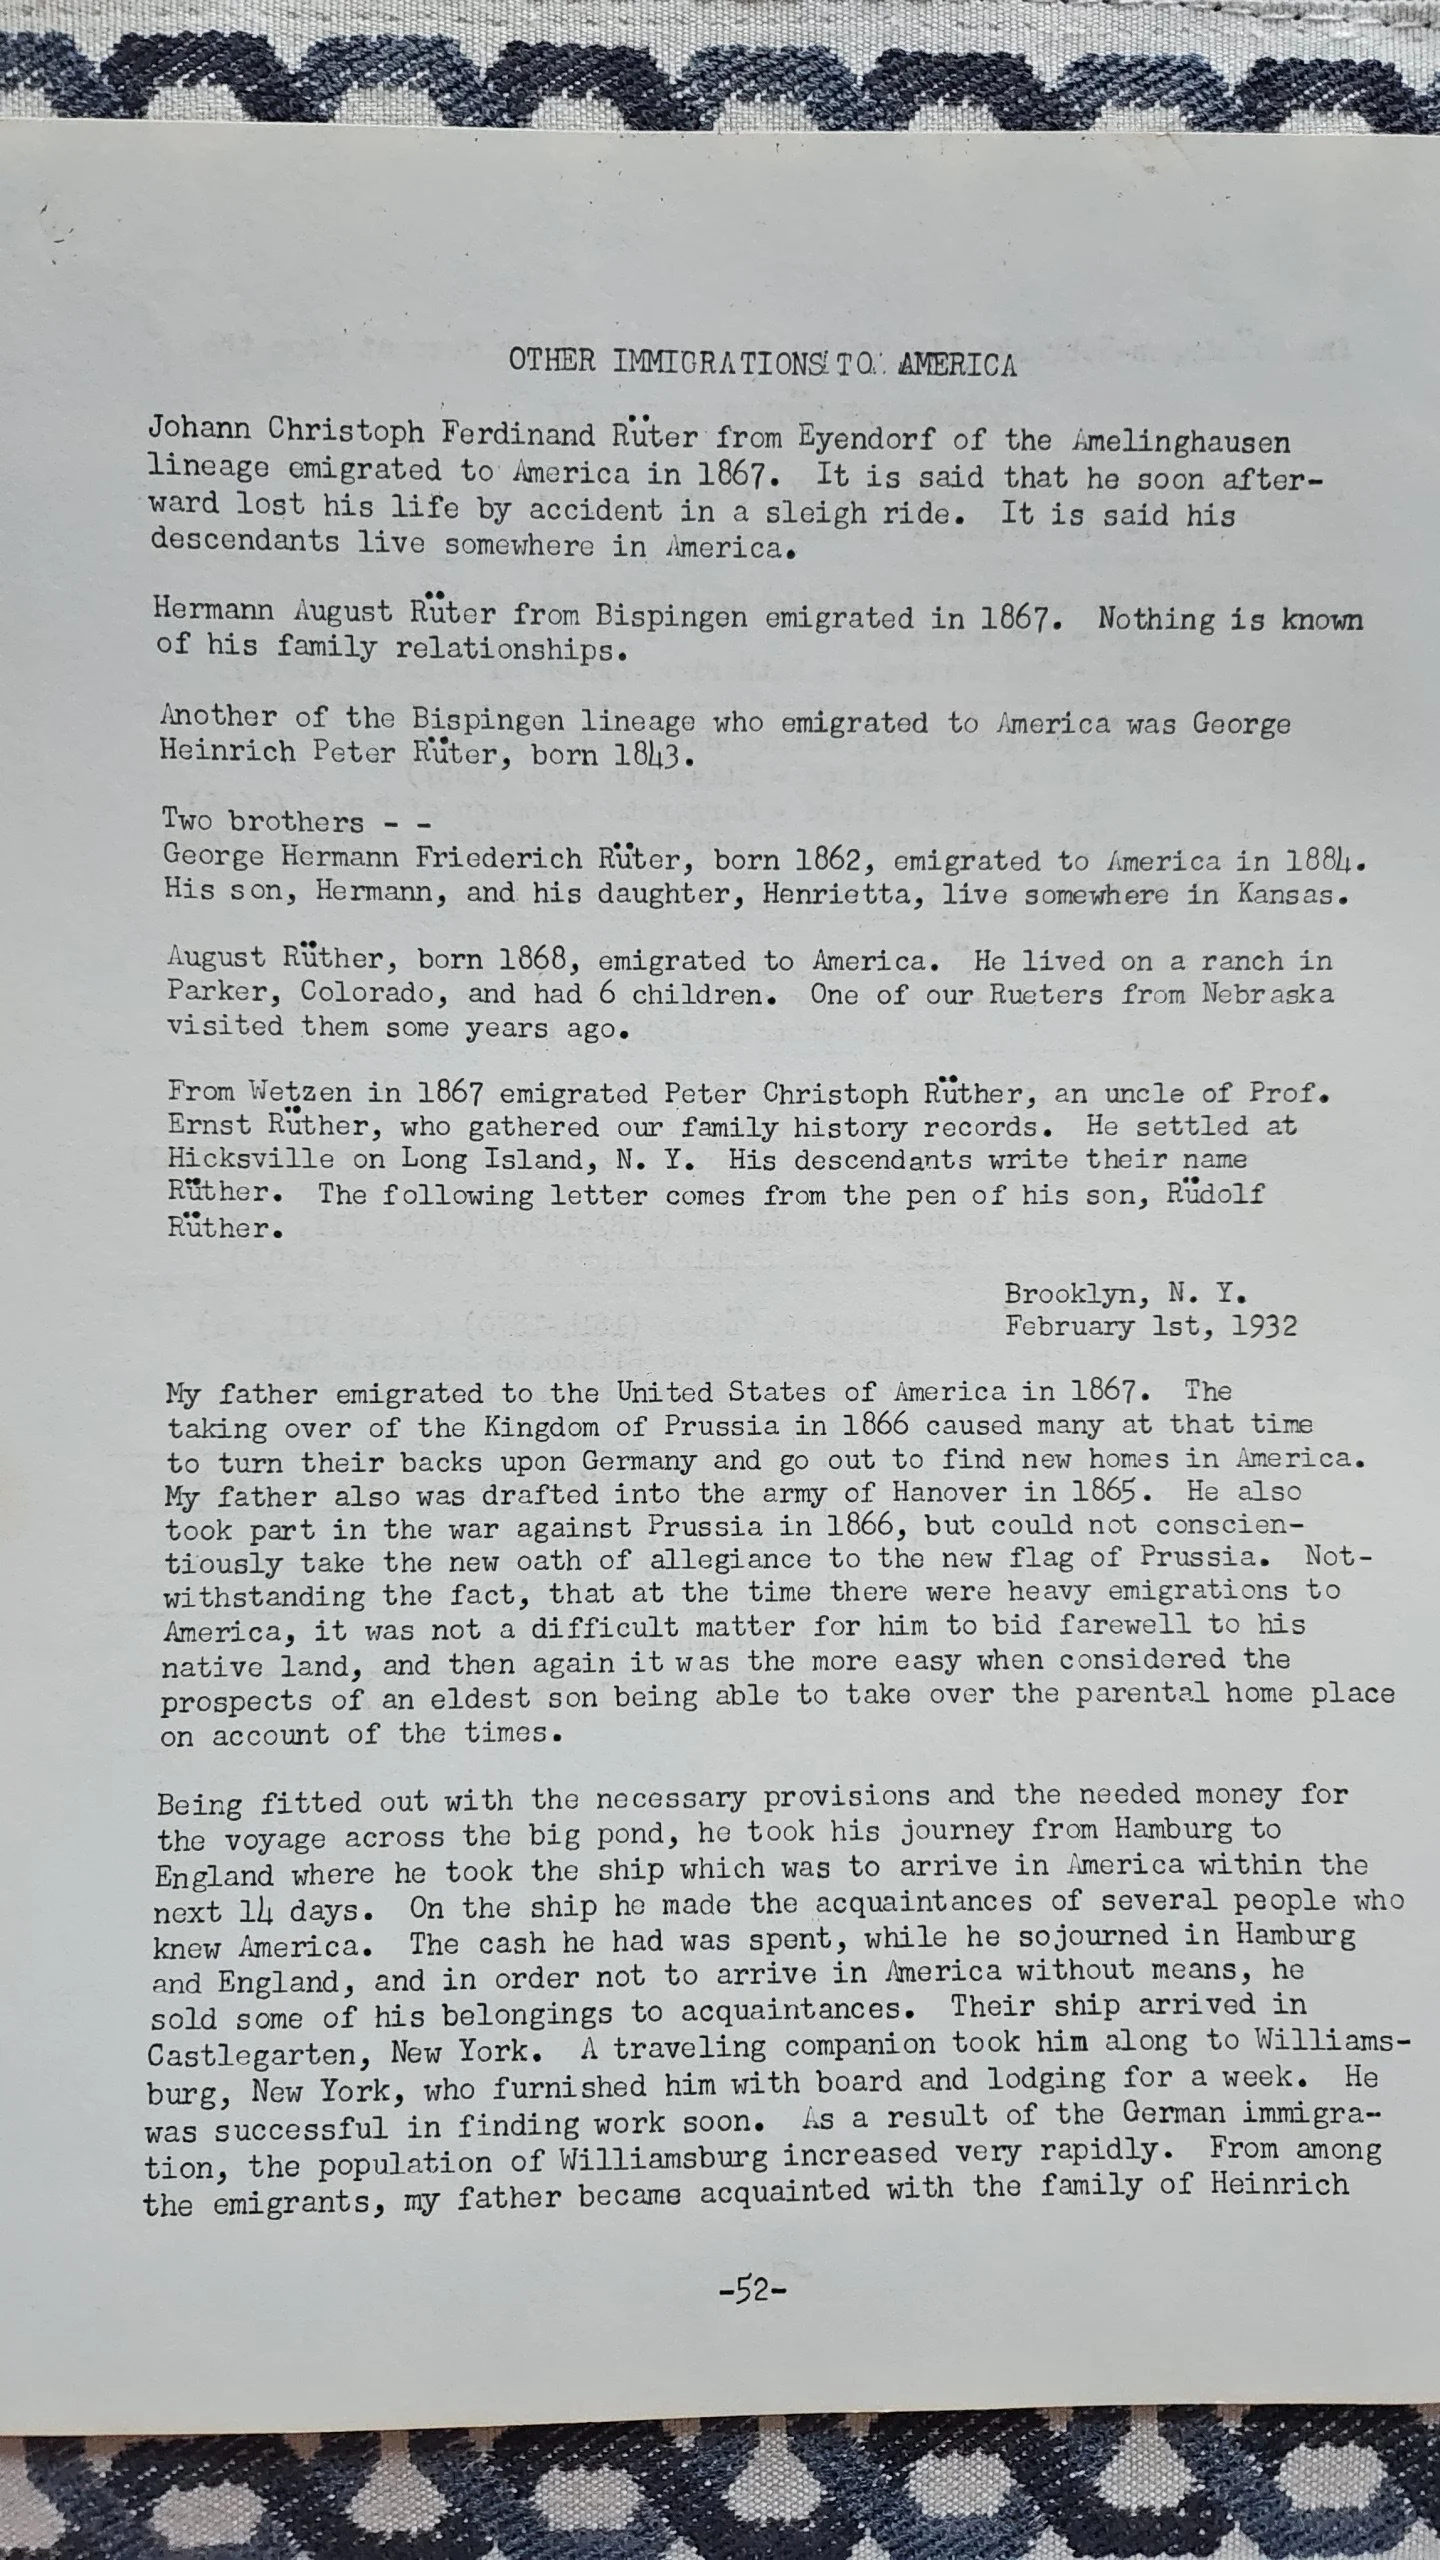 OTHER IMMIGRATIONS TO AMERICA
Johann Christoph Ferdinand Rüter from Eyendorf of the Amelinghausen
lineage emigrated to America in 1867. It is said that he soon after-
ward lost his life by accident in a sleigh ride. It is said his
descendants live somewhere in America.
Hermann August Rüter from Bispingen emigrated in 1867. Nothing is known
of his family relationships.
Another of the Bispingen lineage who emigrated to America was George
Heinrich Peter Rüter, born 1843.
Two brothers - -
George Hermann Friederich Rüter, born 1862, emigrated to America in 1884.
His son, Hermann, and his daughter, Henrietta, live somewhere in Kansas.
August Rüther, born 1868, emigrated to America. He lived on a ranch in
Parker, Colorado, and had 6 children. One of our Rueters from Nebraska
visited them some years ago.
From Wetzen in 1867 emigrated Peter Christoph Rüther, an uncle of Prof.
Ernst Rüther, who gathered our family history records. He settled at
Hicksville on Long Island, N. Y. His descendants write their name
Rüther. The following letter comes from the pen of his son, Rüdolf
Rüther.
Brooklyn, N. Y.
February 1st, 1932
My father emigrated to the United States of America in 1867. The
taking over of the Kingdom of Prussia in 1866 caused many at that time
to turn their backs upon Germany and go out to find new homes in America.
My father also was drafted into the army of Hanover in 1865. He also
took part in the war against Prussia in 1866, but could not conscien-
tiously take the new oath of allegiance to the new flag of Prussia. Not-
withstanding the fact, that at the time there were heavy emigrations to
America, it was not a difficult matter for him to bid farewell to his
native land, and then again it was the more easy when considered the
prospects of an eldest son being able to take over the parental home place
on account of the times.
Being fitted out with the necessary provisions and the needed money for
the voyage across the big pond, he took his journey from Hamburg to
England where he took the ship which was to arrive in America within the
next 14 days. On the ship he made the acquaintances of several people who
knew America. The cash he had was spent, while he sojourned in Hamburg
and England, and in order not to arrive in America without means, he
sold some of his belongings to acquaintances. Their ship arrived in
Castlegarten, New York. A traveling companion took him along to Williams-
burg, New York, who furnished him with board and lodging for a week. He
was successful in finding work soon. As a result of the German immigra-
tion, the population of Williamsburg increased very rapidly. From among
the emigrants, my father became acquainted with the family of Heinrich
-52-